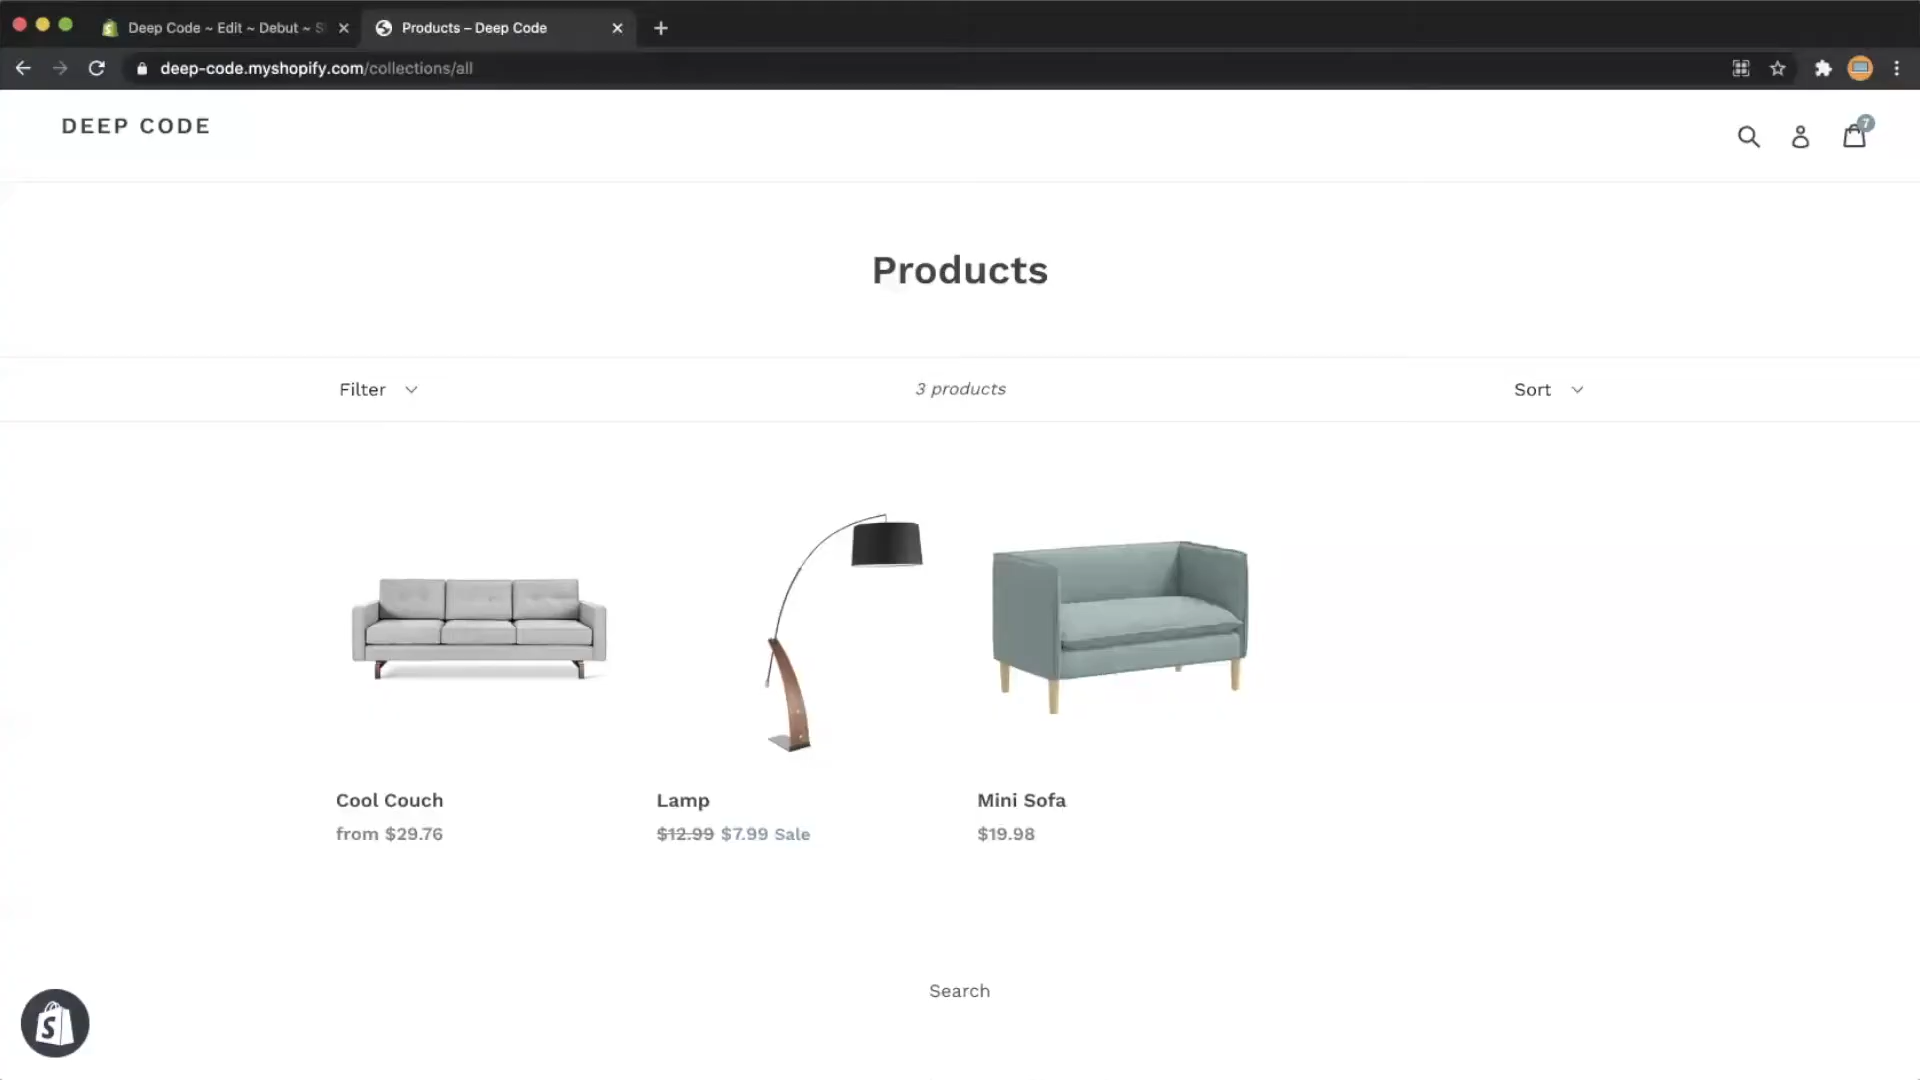 Deep Code ~ Edit ~ Debut ~ S
Products – Deep Code
deep-code.myshopify.com/collections/all
DEEP CODE
7
Products
Filter
3 products
Sort
Cool Couch
Lamp
Mini Sofa
from $29.76
$12.99 $7.99 Sale
$19.98
Search